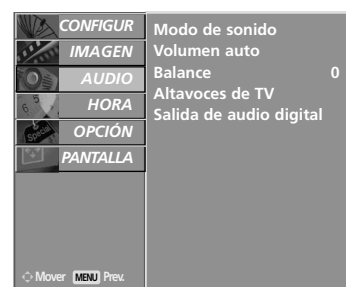 CONFIGUR
IMAGEN
AUDIO
HORA
OPCIÓN
PANTALLA
Modo de sonido
Volumen auto
Balance 0
Altavoces de TV
Salida de audio digital
Mover MENU Prev.